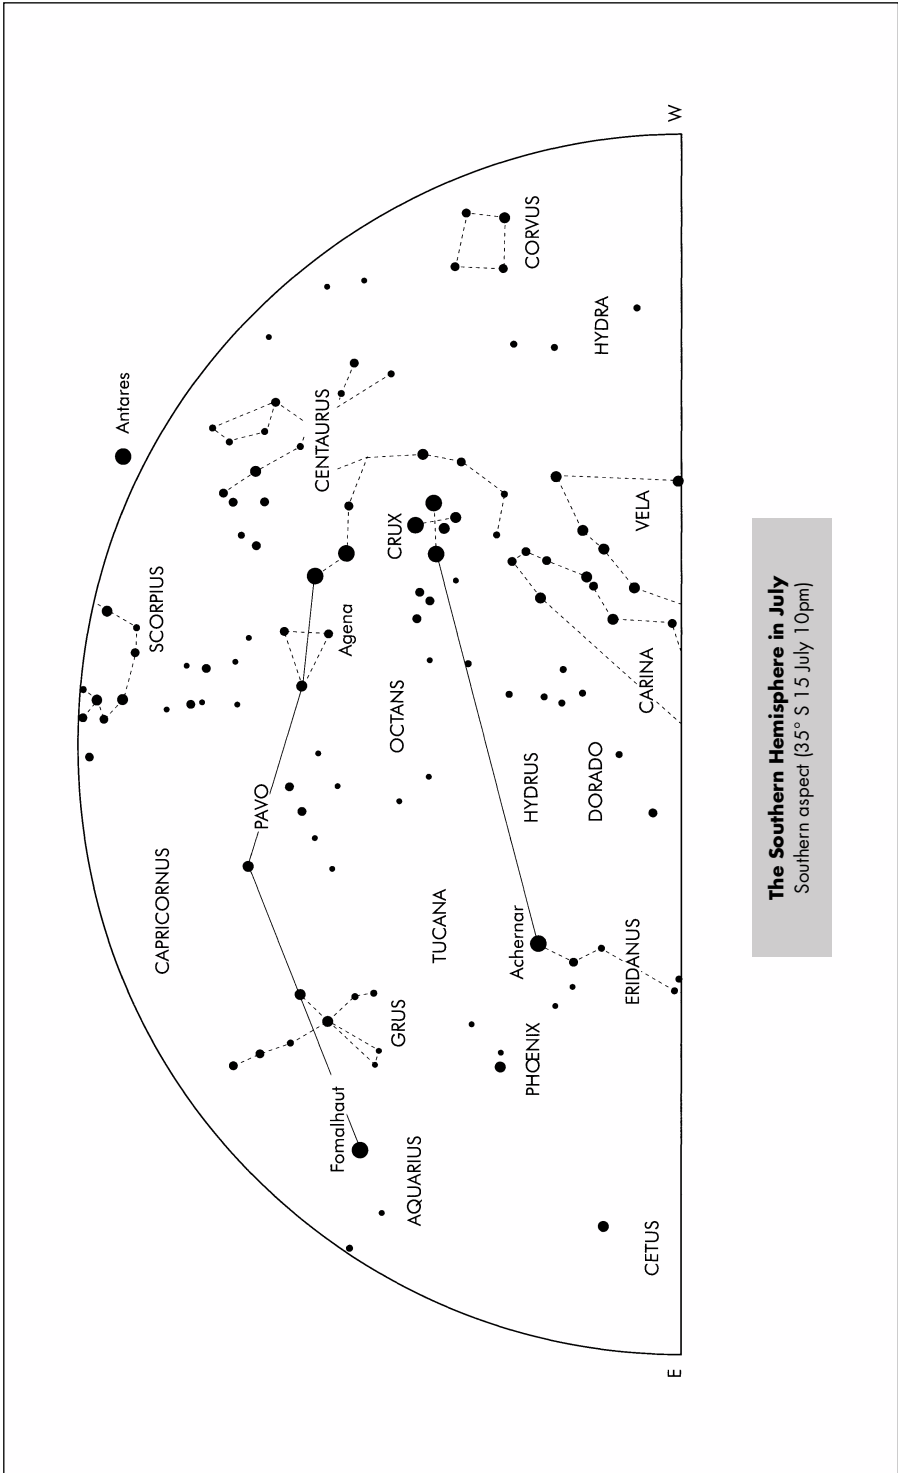 W
CORVUS
HYDRA
Antares
CENTAURUS
VELA
CRUX
SCORPIUS
Agena
CARINA
OCTANS
HYDRUS
DORADO
PAVO
CAPRICORNUS
TUCANA
Achernar
ERIDANUS
GRUS
PHŒNIX
Fomalhaut
AQUARIUS
CETUS
E
The Southern Hemisphere in July
Southern aspect (35° S 15 July 10pm)